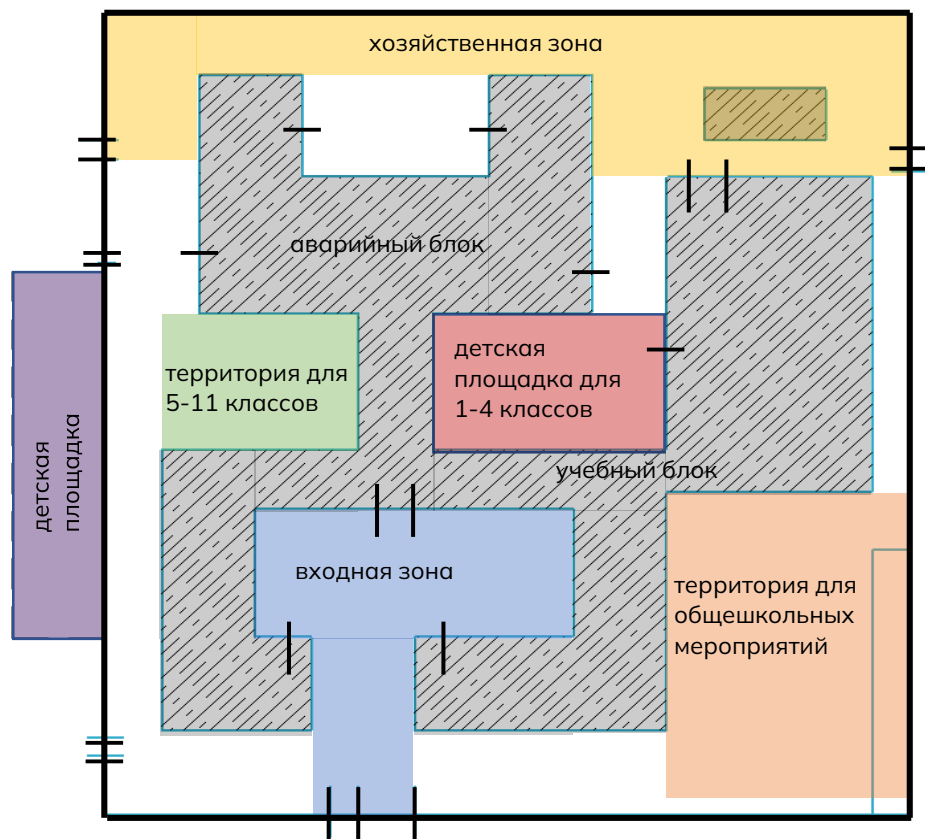 хозяйственная зона
аварийный блок
территория для
5-11 классов
детская
площадка для
1-4 классов
детская
площадка
учебный блок
входная зона
территория для
общешкольных
мероприятий